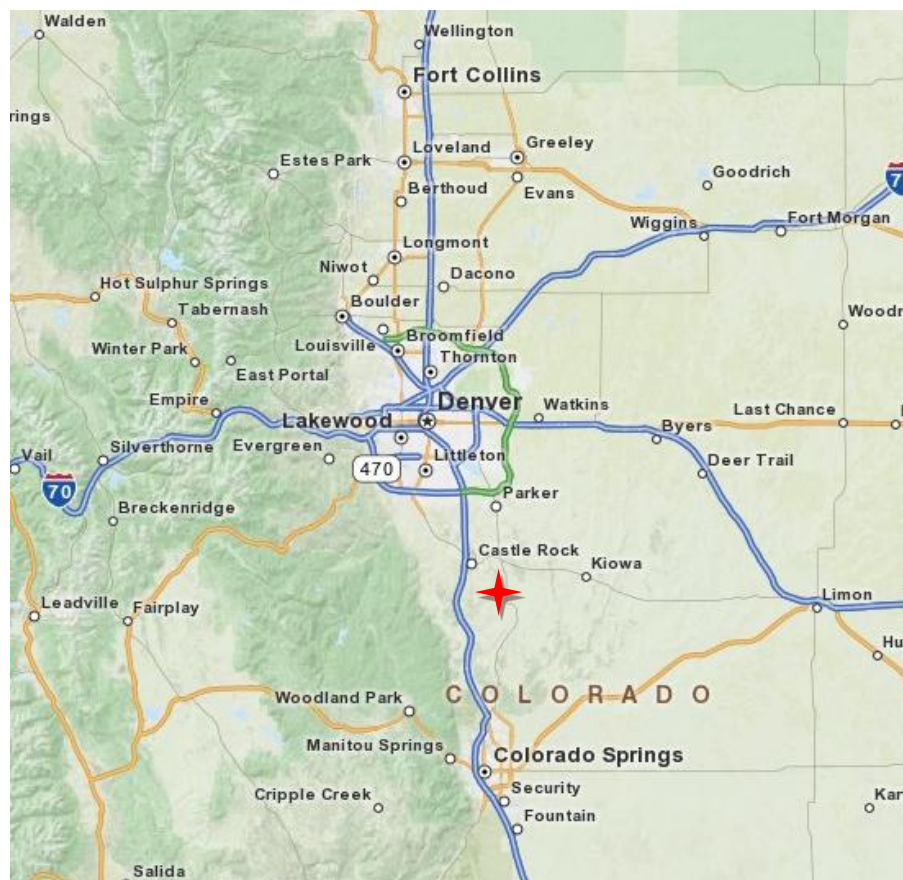 Walden
Wellington
Fort Collins
rings
Loveland
Greeley
Estes Park
Goodrich
Berthoud
Evans
7
Wiggins
Fort Morgan
Longmont
Niwot
Dacono
Hot Sulphur Springs
Boulder
Tabernash
Woodr
Broomfield
Winter Park
Louisville
Thornton
East Portal
Empire
Denver
Watkins
Last Chance
Lakewood
Byers
Evergreen
Silverthorne
Vail
Littleton
470
Deer Trail
70
Parker
Breckenridge
Castle Rock
Kiowa
Leadville
Fairplay
Limon
Hu
COLORADO
Woodland Park
Manitou Springs
Colorado Springs
Cripple Creek
Security
Kar
Fountain
Salida